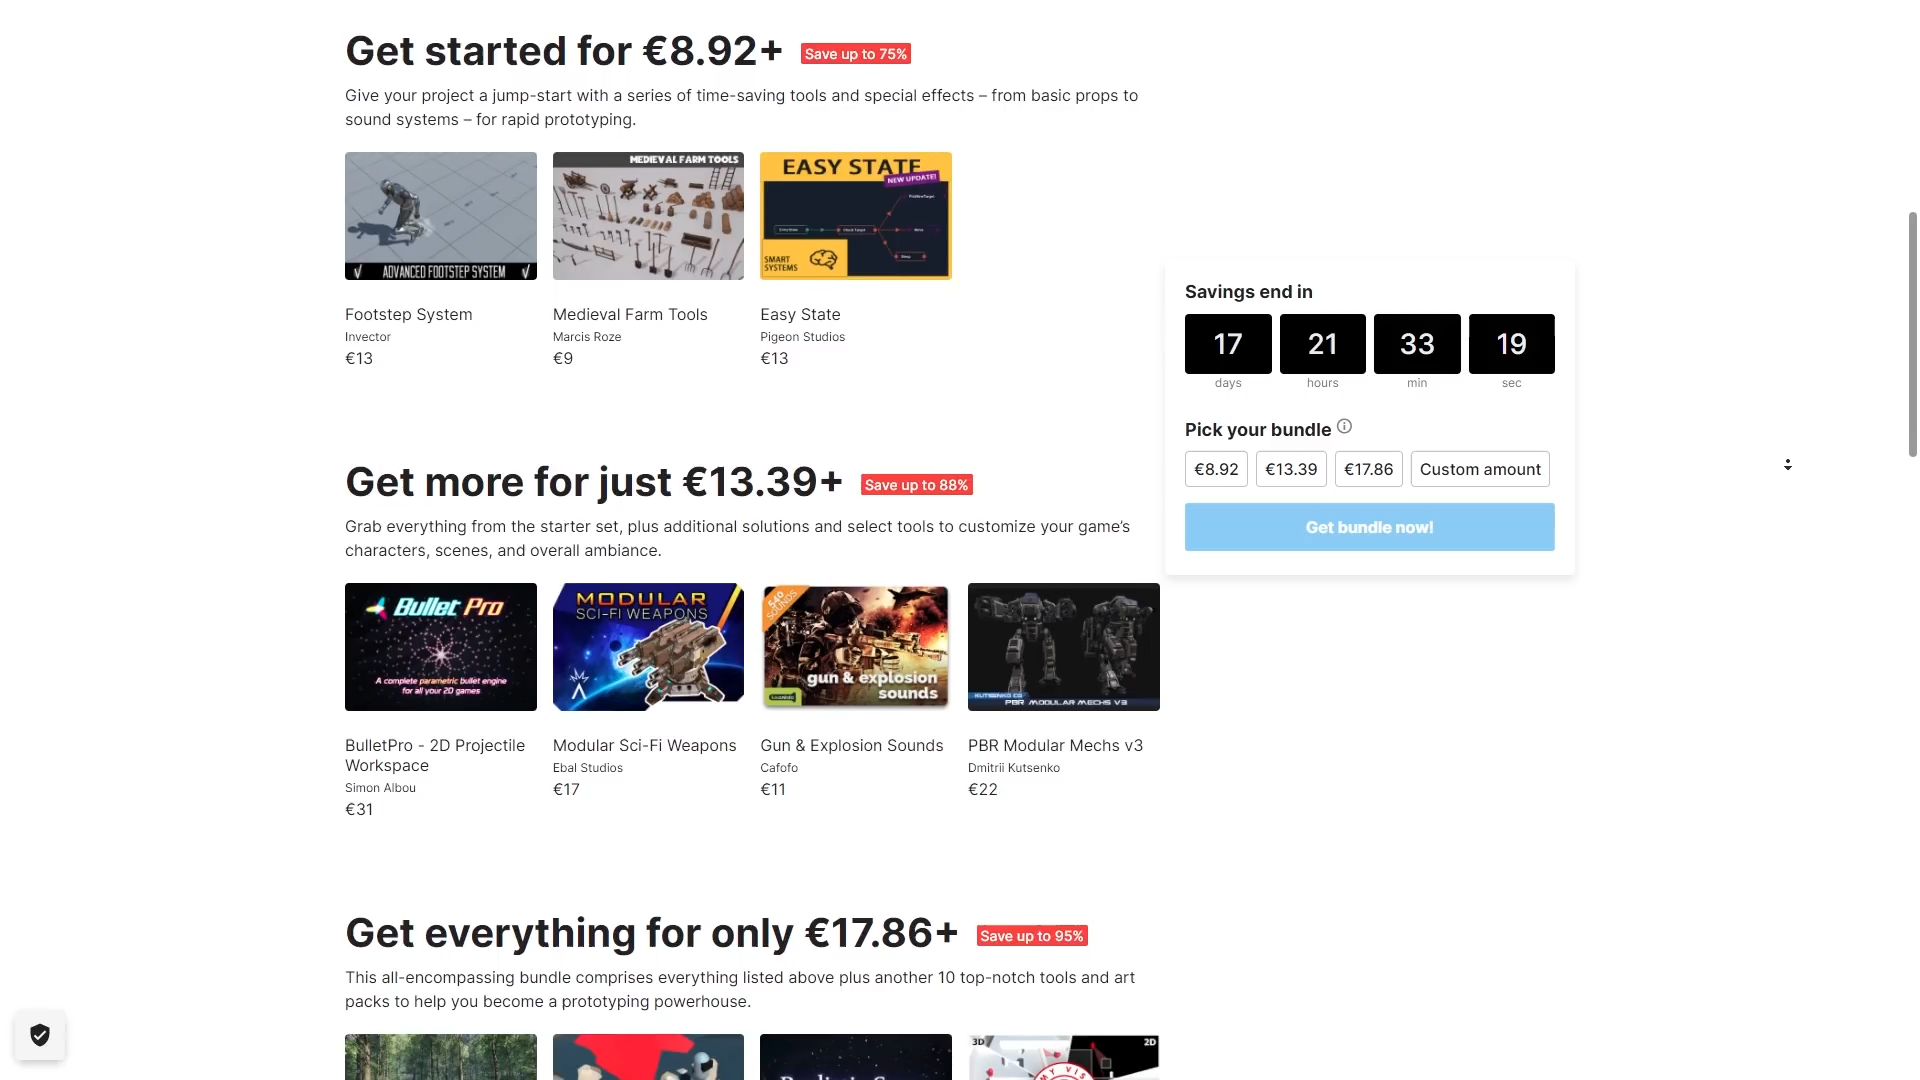 Get started for €8.92+ Save up to 75%
Give your project a jump-start with a series of time-saving tools and special effects – from basic props to
sound systems – for rapid prototyping.
ADVANCED FOOTSTEP SYSTEM
MEDIEVAL FARM TOOLS
EASY STATE
NEW UPDATE!
SMART
SYSTEMS
Footstep System
Invector
€13
Medieval Farm Tools
Marcis Roze
€9
Easy State
Pigeon Studios
€13
Savings end in
17 21 33 19
days hours min sec
Pick your bundle
€8.92 €13.39 €17.86 Custom amount
Get bundle now!
Get more for just €13.39+ Save up to 88%
Grab everything from the starter set, plus additional solutions and select tools to customize your game’s
characters, scenes, and overall ambiance.
Bullet Pro
A complete parametric bullet engine
for all your 2D games
MODULAR
SCI-FI WEAPONS
540
SOUNDS
gun & explosion
sounds
KUTSENKO CG
PBR MODULAR MECHS V3
BulletPro - 2D Projectile
Workspace
Simon Albou
€31
Modular Sci-Fi Weapons
Ebal Studios
€17
Gun & Explosion Sounds
Cafofo
€11
PBR Modular Mechs v3
Dmitrii Kutsenko
€22
Get everything for only €17.86+ Save up to 95%
This all-encompassing bundle comprises everything listed above plus another 10 top-notch tools and art
packs to help you become a prototyping powerhouse.
3D 2D